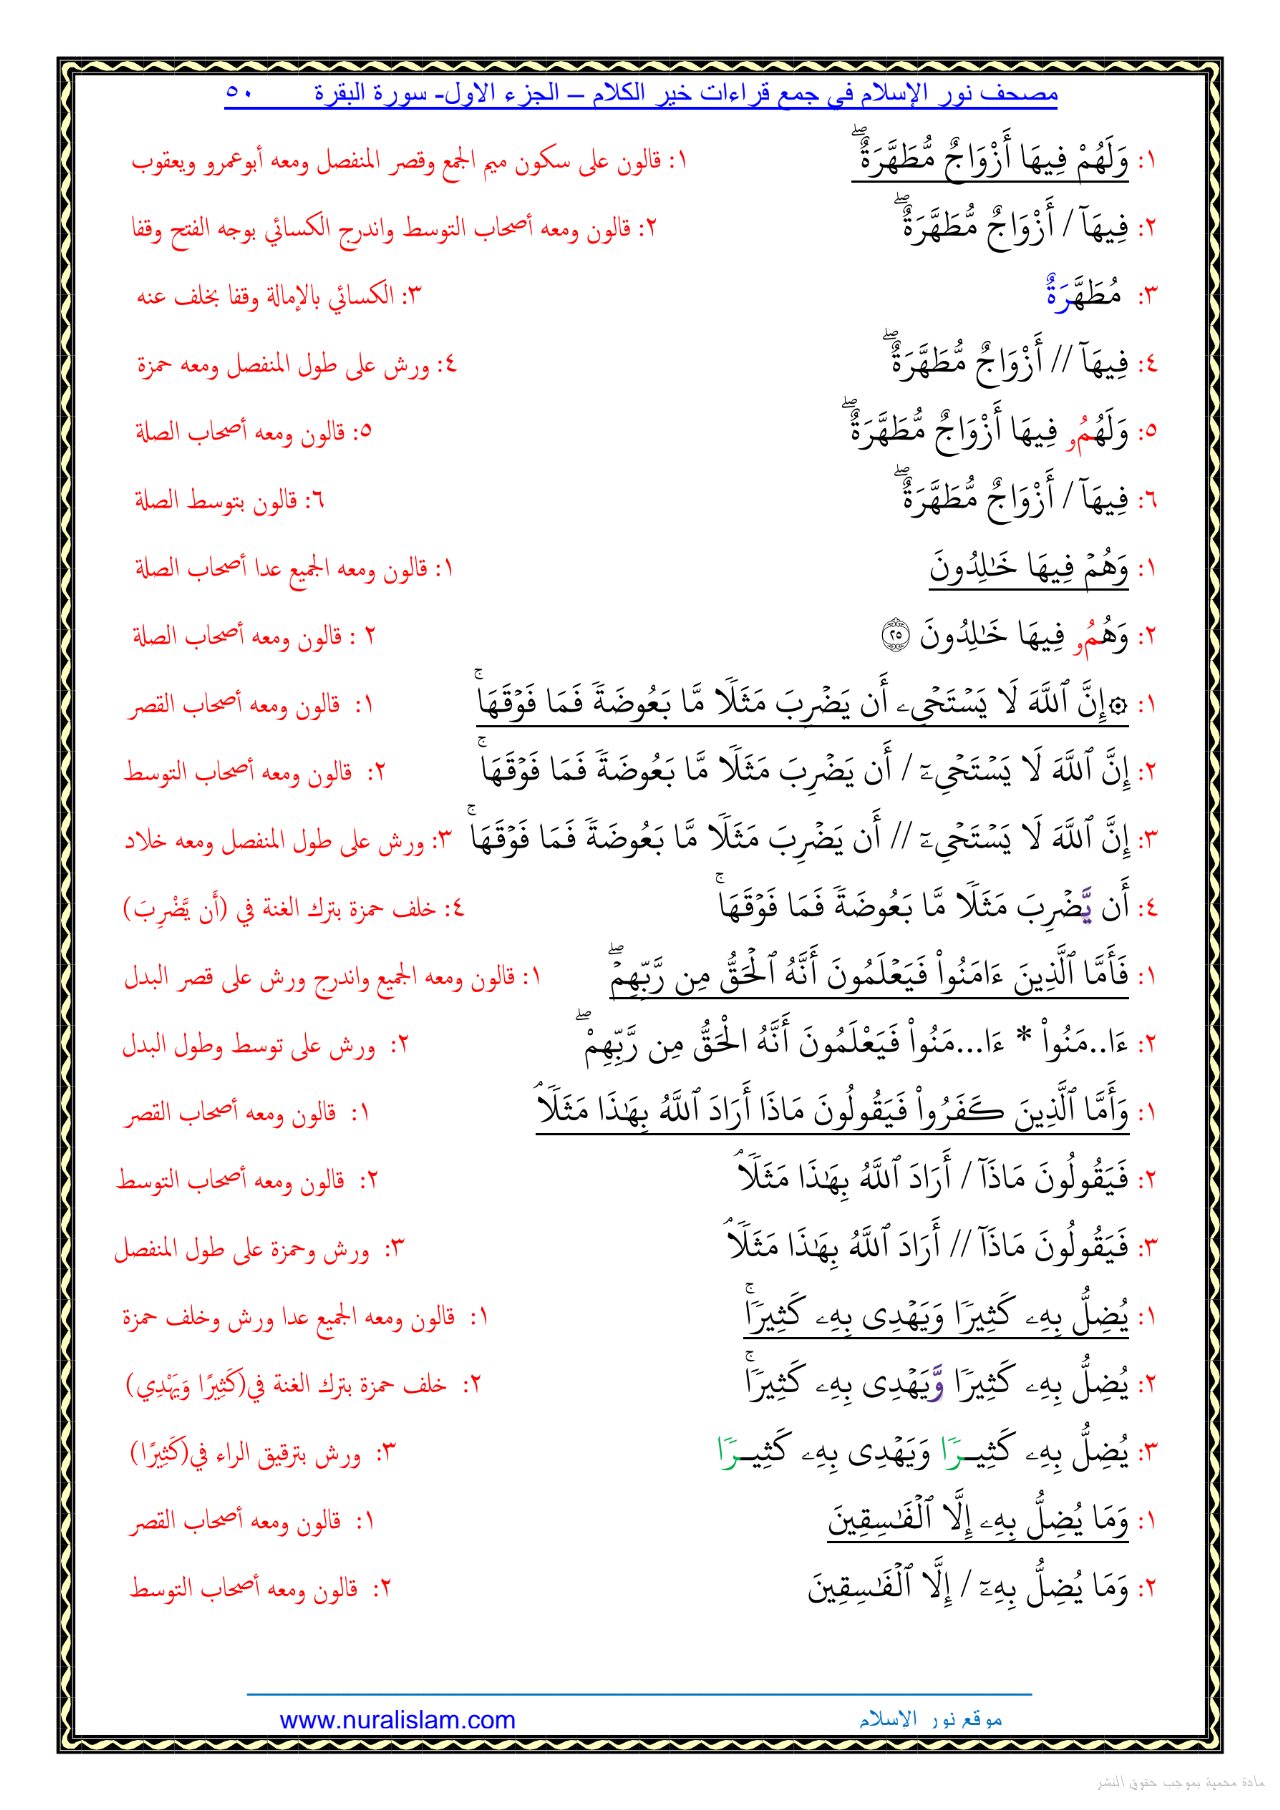 مصحف نور الإسلام في جمع قراءات خير الكلام – الجزء الاول- سورة البقرة ٥٠
١: وَلَهُمْ فِيهَا أَزْوَاجٌ مُّطَهَّرَةٌ ۖ ١: قالون على سكون ميم الجمع وقصر المنفصل ومعه أبوعمرو ويعقوب
٢: فِيهَآ / أَزْوَاجٌ مُّطَهَّرَةٌ ۖ ٢: قالون ومعه أصحاب التوسط واندرج الكسائي بوجه الفتح وقفا
٣: مُطَهَّرَةٌ ٣: الكسائي بالإمالة وقفا بخلف عنه
٤: فِيهَآ // أَزْوَاجٌ مُّطَهَّرَةٌ ۖ ٤: ورش على طول المنفصل ومعه حمزة
٥: وَلَهُمُو فِيهَا أَزْوَاجٌ مُّطَهَّرَةٌ ۖ ٥: قالون ومعه أصحاب الصلة
٦: فِيهَآ / أَزْوَاجٌ مُّطَهَّرَةٌ ۖ ٦: قالون بتوسط الصلة
١: وَهُمْ فِيهَا خَٰلِدُونَ ١: قالون ومعه الجميع عدا أصحاب الصلة
٢: وَهُمُو فِيهَا خَٰلِدُونَ ٢٥ ٢ : قالون ومعه أصحاب الصلة
١: ۞إِنَّ ٱللَّهَ لَا يَسْتَحْيِۦ أَن يَضْرِبَ مَثَلًا مَّا بَعُوضَةً فَمَا فَوْقَهَا ۚ ١: قالون ومعه أصحاب القصر
٢: إِنَّ ٱللَّهَ لَا يَسْتَحْيِۦٓ / أَن يَضْرِبَ مَثَلًا مَّا بَعُوضَةً فَمَا فَوْقَهَا ۚ ٢: قالون ومعه أصحاب التوسط
٣: إِنَّ ٱللَّهَ لَا يَسْتَحْيِۦٓ // أَن يَضْرِبَ مَثَلًا مَّا بَعُوضَةً فَمَا فَوْقَهَا ۚ ٣: ورش على طول المنفصل ومعه خلاد
٤: أَن يَّضْرِبَ مَثَلًا مَّا بَعُوضَةً فَمَا فَوْقَهَا ۚ ٤: خلف حمزة بترك الغنة في (أَن يَّضْرِبَ)
١: فَأَمَّا ٱلَّذِينَ ءَامَنُوا۟ فَيَعْلَمُونَ أَنَّهُ ٱلْحَقُّ مِن رَّبِّهِمْ ۖ ١: قالون ومعه الجميع واندرج ورش على قصر البدل
٢: ءَا..مَنُوا۟ * ءَا...مَنُوا۟ فَيَعْلَمُونَ أَنَّهُ الْحَقُّ مِن رَّبِّهِمْ ۖ ٢: ورش على توسط وطول البدل
١: وَأَمَّا ٱلَّذِينَ كَفَرُوا۟ فَيَقُولُونَ مَاذَا أَرَادَ ٱللَّهُ بِهَٰذَا مَثَلًا ۘ ١: قالون ومعه أصحاب القصر
٢: فَيَقُولُونَ مَاذَآ / أَرَادَ ٱللَّهُ بِهَٰذَا مَثَلًا ۘ ٢: قالون ومعه أصحاب التوسط
٣: فَيَقُولُونَ مَاذَآ // أَرَادَ ٱللَّهُ بِهَٰذَا مَثَلًا ۘ ٣: ورش وحمزة على طول المنفصل
١: يُضِلُّ بِهِۦ كَثِيرًا وَيَهْدِى بِهِۦ كَثِيرًا ۚ ١: قالون ومعه الجميع عدا ورش وخلف حمزة
٢: يُضِلُّ بِهِۦ كَثِيرًا وَّيَهْدِى بِهِۦ كَثِيرًا ۚ ٢: خلف حمزة بترك الغنة في(كَثِيرًا وَيَهْدِي)
٣: يُضِلُّ بِهِۦ كَثِيـرًا وَيَهْدِى بِهِۦ كَثِيـرًا ٣: ورش بترقيق الراء في(كَثِيرًا)
١: وَمَا يُضِلُّ بِهِۦ إِلَّا ٱلْفَٰسِقِينَ ١: قالون ومعه أصحاب القصر
٢: وَمَا يُضِلُّ بِهِۦٓ / إِلَّا ٱلْفَٰسِقِينَ ٢: قالون ومعه أصحاب التوسط
موقع نور الاسلام www.nuralislam.com
مادة محمية بموجب حقوق النشر